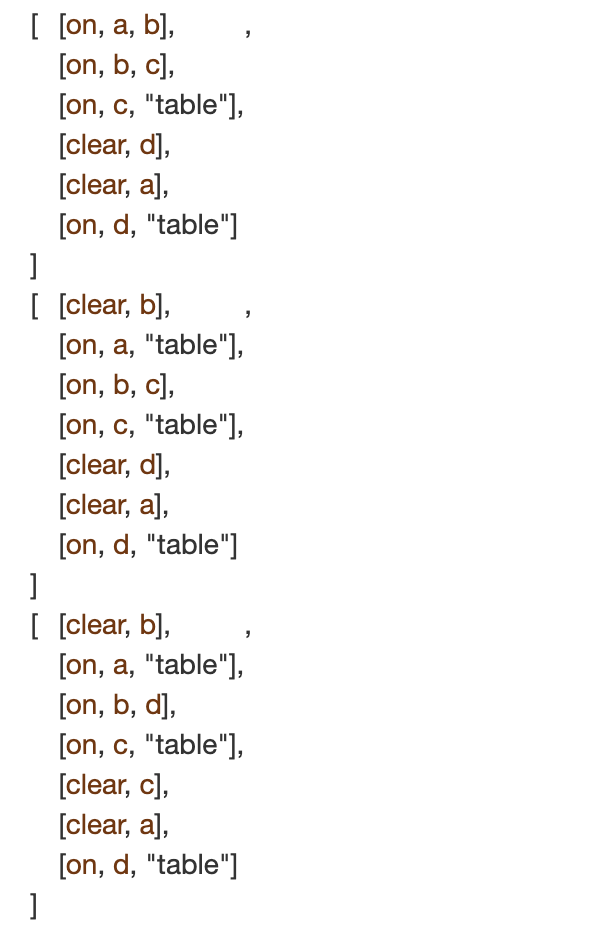 [ [on, a, b], ,
[on, b, c],
[on, c, "table"],
[clear, d],
[clear, a],
[on, d, "table"]
]
[ [clear, b], ,
[on, a, "table"],
[on, b, c],
[on, c, "table"],
[clear, d],
[clear, a],
[on, d, "table"]
]
[ [clear, b], ,
[on, a, "table"],
[on, b, d],
[on, c, "table"],
[clear, c],
[clear, a],
[on, d, "table"]
]